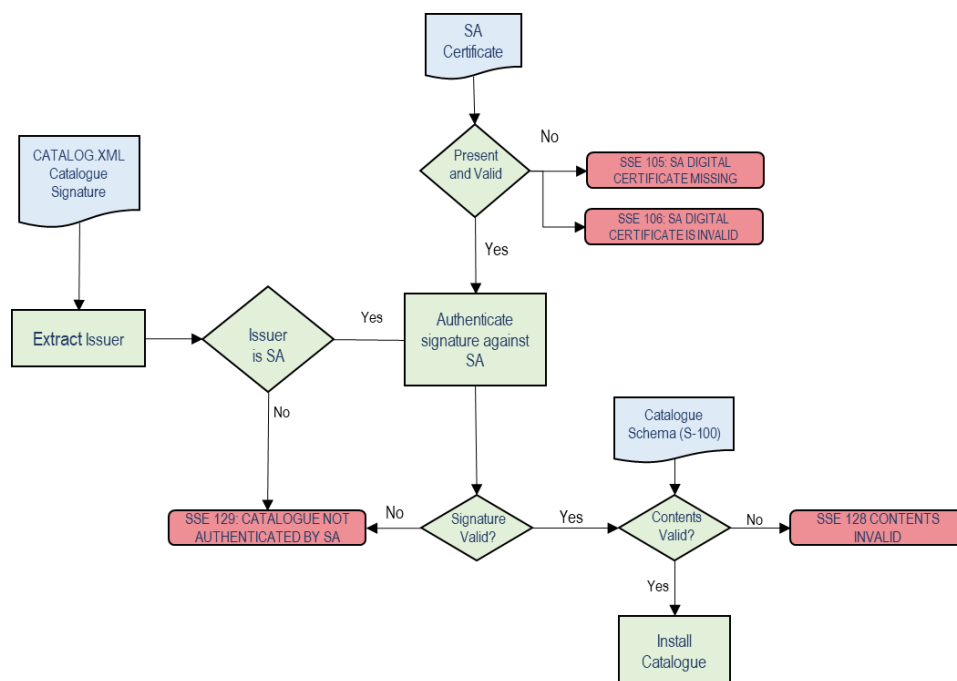 SA
Certificate
No
CATALOG.XML
Catalogue
Signature
Present
and Valid
SSE 105: SA DIGITAL
CERTIFICATE MISSING
SSE 106: SA DIGITAL
CERTIFICATE IS INVALID
Yes
Extract Issuer
Issuer
is SA
Yes
Authenticate
signature against
SA
No
Catalogue
Schema (S-100)
SSE 129: CATALOGUE NOT
AUTHENTICATED BY SA
No
Signature
Valid?
Yes
Contents
Valid?
No
SSE 128 CONTENTS
INVALID
Yes
Install
Catalogue